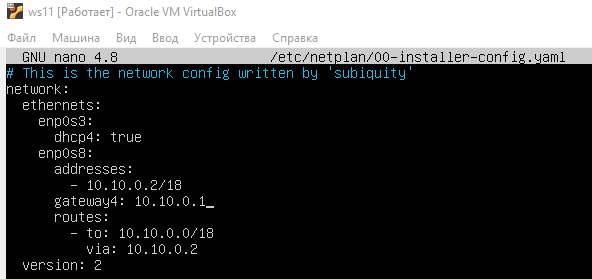 ws11 [Работает] - Oracle VM VirtualBox
Файл Машина Вид Ввод Устройства Справка
GNU nano 4.8 /etc/netplan/00-installer-config.yaml
# This is the network config written by 'subiquity'
network:
  ethernets:
    enp0s3:
      dhcp4: true
    enp0s8:
      addresses:
        - 10.10.0.2/18
      gateway4: 10.10.0.1_
      routes:
        - to: 10.10.0.0/18
          via: 10.10.0.2
  version: 2